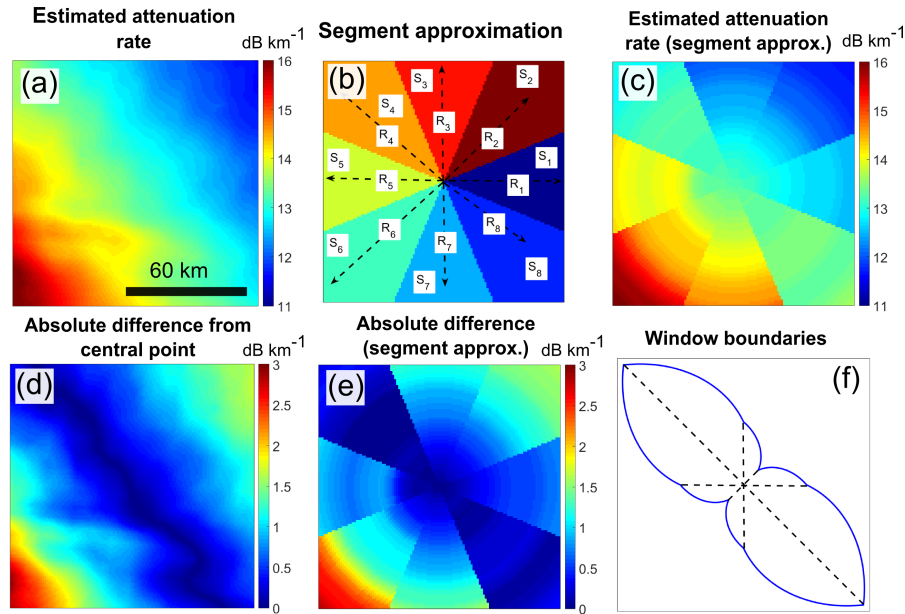 Estimated attenuation
rate
dB km-1
(a)
60 km
16
15
14
13
12
11
Segment approximation
(b)
S3
S2
S4
R3
R2
R4
S5
S1
R5
R1
R6
R7
R8
S6
S7
S8
Estimated attenuation
rate (segment approx.)
dB km-1
(c)
16
15
14
13
12
11
Absolute difference from
central point
dB km-1
(d)
3
2.5
2
1.5
1
0.5
0
Absolute difference
(segment approx.)
dB km-1
(e)
3
2.5
2
1.5
1
0.5
0
Window boundaries
(f)